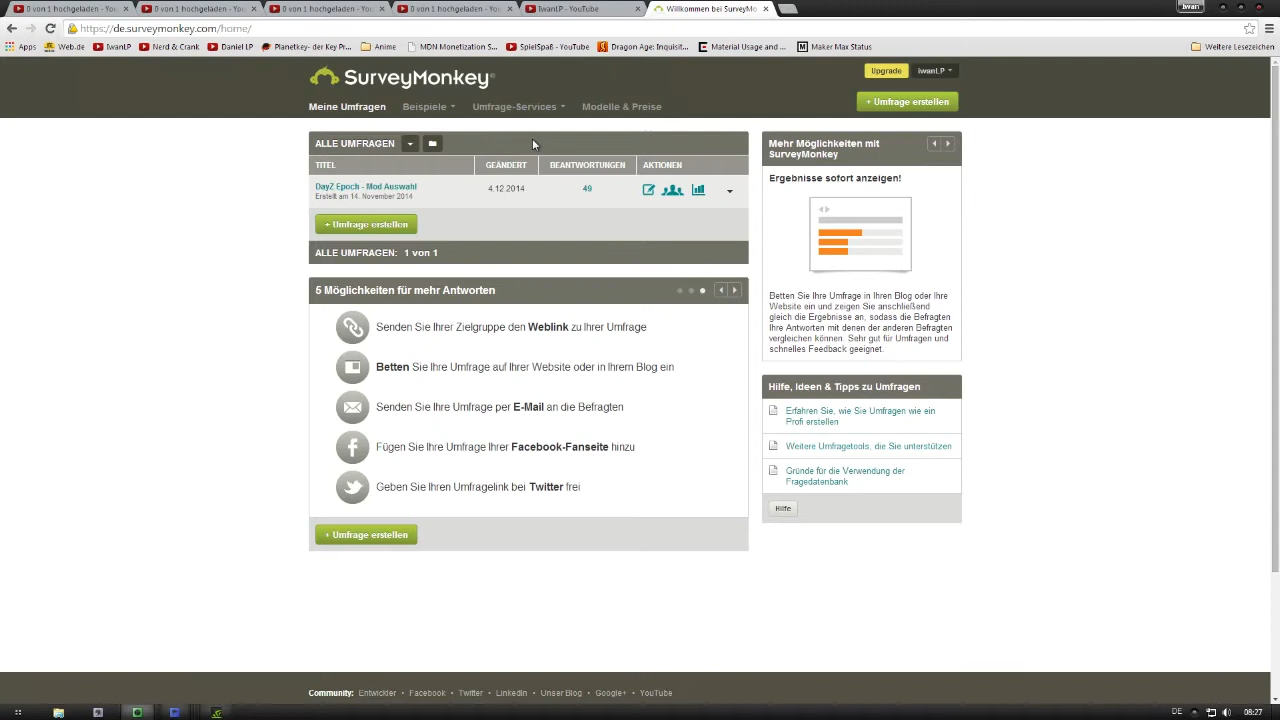 0 von 1 hochgeladen - You
0 von 1 hochgeladen - You
0 von 1 hochgeladen - You
0 von 1 hochgeladen - You
IwanLP - YouTube
Willkommen bei SurveyMo
Iwan
https://de.surveymonkey.com/home/
Apps
Web.de
IwanLP
Nerd & Crank
Daniel LP
Planetkey- der Key Pr...
Anime
MDN Monetization S...
SpielSpaß - YouTube
Dragon Age: Inquisit...
Material Usage and ...
Maker Max Status
Weitere Lesezeichen
SurveyMonkey®
Upgrade
iwanLP
Meine Umfragen
Beispiele
Umfrage-Services
Modelle & Preise
+ Umfrage erstellen
ALLE UMFRAGEN
TITEL
GEÄNDERT
BEANTWORTUNGEN
AKTIONEN
DayZ Epoch - Mod Auswahl
Erstellt am 14. November 2014
4.12.2014
49
+ Umfrage erstellen
ALLE UMFRAGEN: 1 von 1
5 Möglichkeiten für mehr Antworten
Senden Sie Ihrer Zielgruppe den Weblink zu Ihrer Umfrage
Betten Sie Ihre Umfrage auf Ihrer Website oder in Ihrem Blog ein
Senden Sie Ihre Umfrage per E-Mail an die Befragten
Fügen Sie Ihre Umfrage Ihrer Facebook-Fanseite hinzu
Geben Sie Ihren Umfragelink bei Twitter frei
+ Umfrage erstellen
Mehr Möglichkeiten mit
SurveyMonkey
Ergebnisse sofort anzeigen!
Betten Sie Ihre Umfrage in Ihren Blog oder Ihre
Website ein und zeigen Sie anschließend
gleich die Ergebnisse an, sodass die Befragten
Ihre Antworten mit denen der anderen Befragten
vergleichen können. Sehr gut für Umfragen und
schnelles Feedback geeignet.
Hilfe, Ideen & Tipps zu Umfragen
Erfahren Sie, wie Sie Umfragen wie ein
Profi erstellen
Weitere Umfragetools, die Sie unterstützen
Gründe für die Verwendung der
Fragedatenbank
Hilfe
Community: Entwickler • Facebook • Twitter • LinkedIn • Unser Blog • Google+ • YouTube
DE
08:27